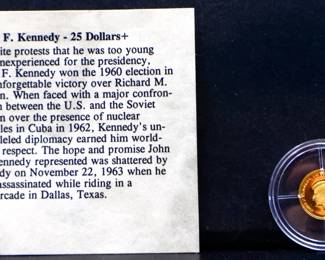 F. Kennedy - 25 Dollars+
ite protests that he was too young
inexperienced for the presidency,
F. Kennedy won the 1960 election in
nforgettable victory over Richard M.
n. When faced with a major confron-
n between the U.S. and the Soviet
n over the presence of nuclear
les in Cuba in 1962, Kennedy's un-
leled diplomacy earned him world-
respect. The hope and promise John
ennedy represented was shattered by
dy on November 22, 1963 when he
assassinated while riding in a
rcade in Dallas, Texas.